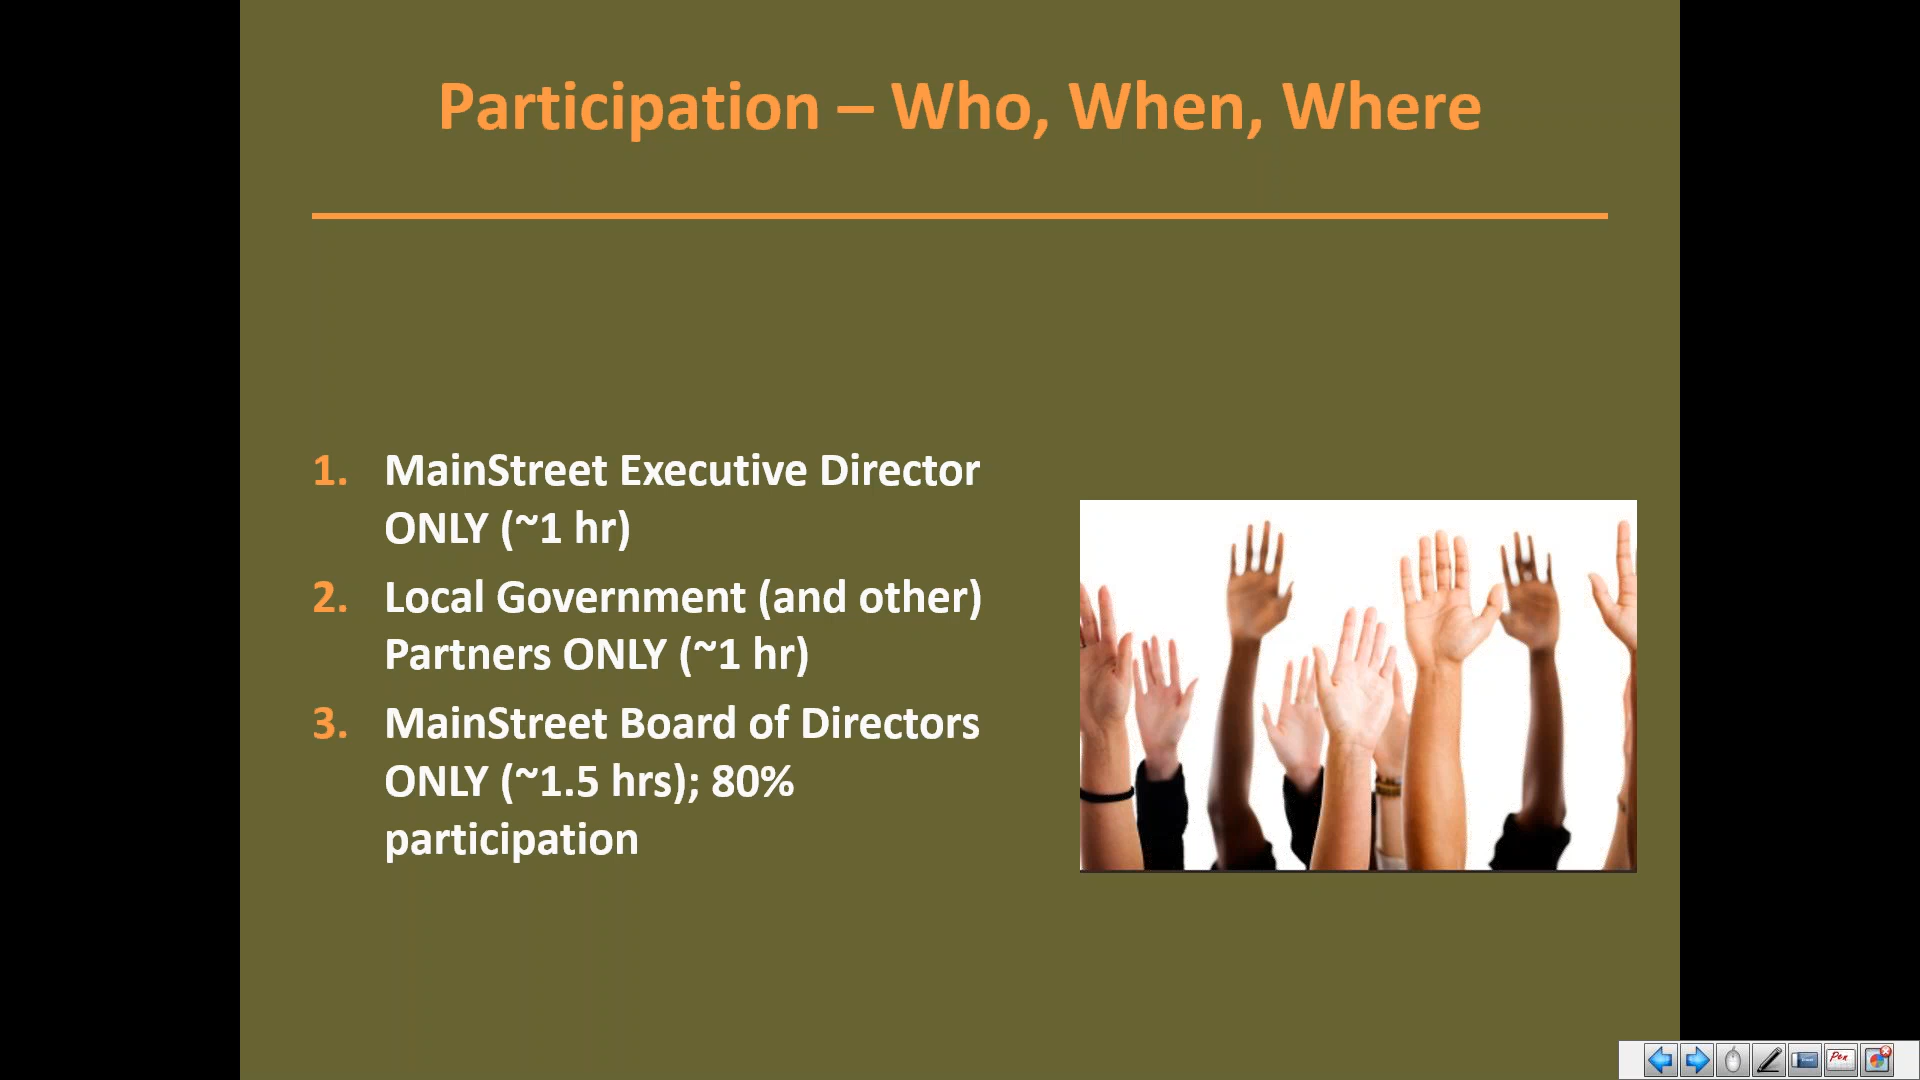 Participation – Who, When, Where
1. MainStreet Executive Director
ONLY (~1 hr)
2. Local Government (and other)
Partners ONLY (~1 hr)
3. MainStreet Board of Directors
ONLY (~1.5 hrs); 80%
participation
Pen